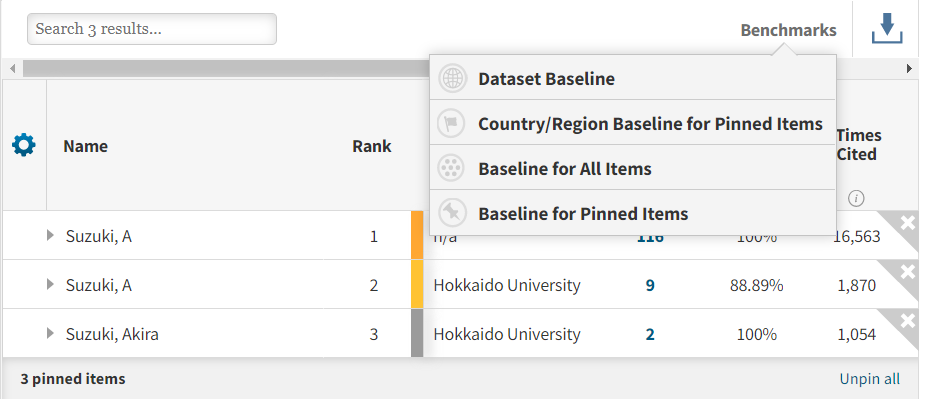 Search 3 results...
Benchmarks
Dataset Baseline
Country/Region Baseline for Pinned Items
Baseline for All Items
Baseline for Pinned Items
Name Rank Times
Cited
Suzuki, A 1 n/a 116 100% 16,563
Suzuki, A 2 Hokkaido University 9 88.89% 1,870
Suzuki, Akira 3 Hokkaido University 2 100% 1,054
3 pinned items Unpin all